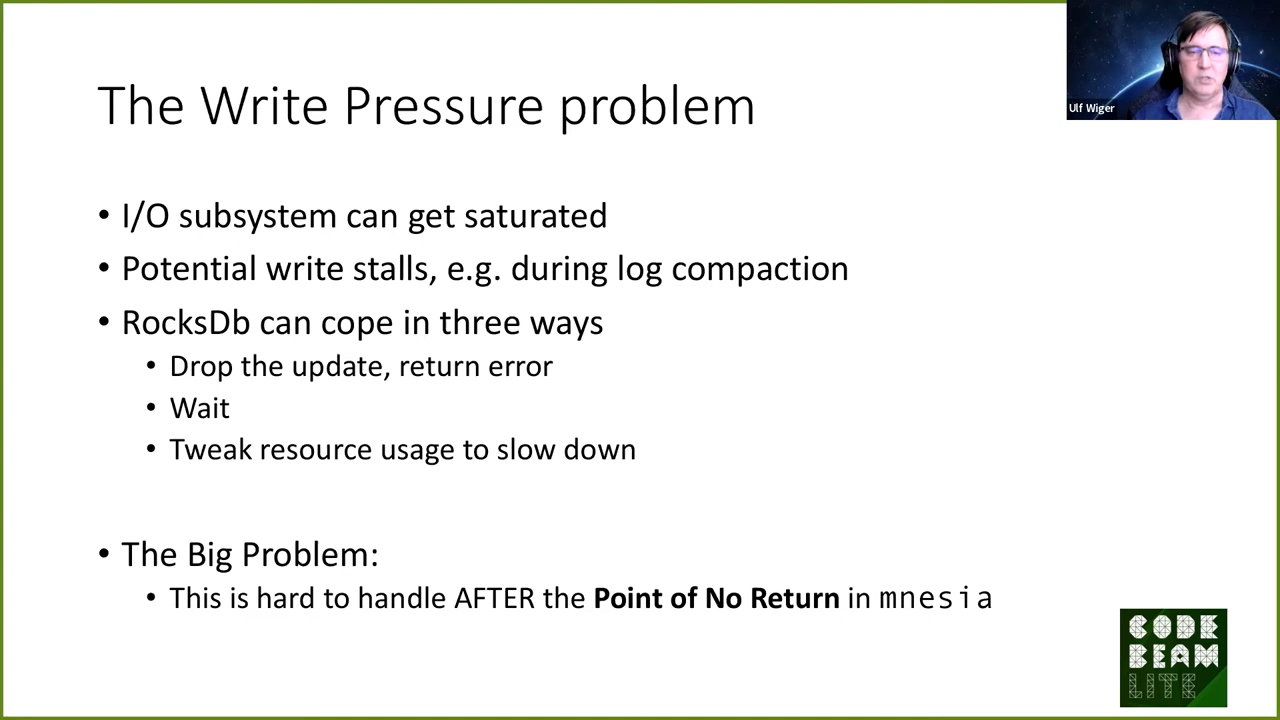 The Write Pressure problem
Ulf Wiger
• I/O subsystem can get saturated
• Potential write stalls, e.g. during log compaction
• RocksDb can cope in three ways
• Drop the update, return error
• Wait
• Tweak resource usage to slow down
• The Big Problem:
• This is hard to handle AFTER the Point of No Return in mnesia
CODE
BEAM
LITE